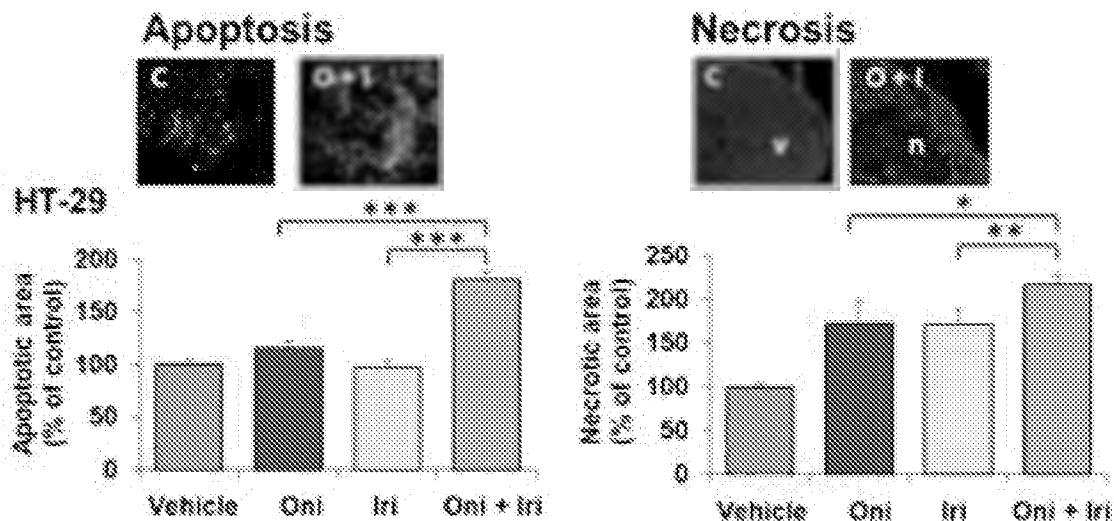 Apoptosis
C
O+I
HT-29
***
***
Apoptotic area
(% of control)
200
150
100
50
0
Vehicle Oni Iri Oni + Iri
Necrosis
C
v
O+I
n
*
**
Necrotic area
(% of control)
250
200
150
100
50
0
Vehicle Oni Iri Oni + Iri